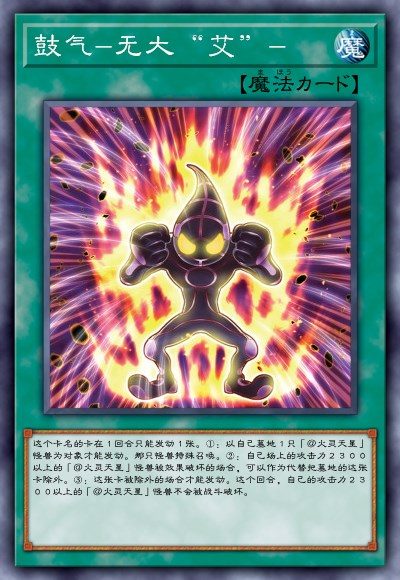 鼓气-无大“艾”-
魔
【魔法カード】
まほう
这个卡名的卡在1回合只能发动1张。①：以自己墓地1只「@火灵天星」
怪兽为对象才能发动。那只怪兽特殊召唤。②：自己场上的攻击力2300
以上的「@火灵天星」怪兽被效果破坏的场合，可以作为代替把墓地的这张
卡除外。③：这张卡被除外的场合才能发动。这个回合，自己的攻击力23
00以上的「@火灵天星」怪兽不会被战斗破坏。